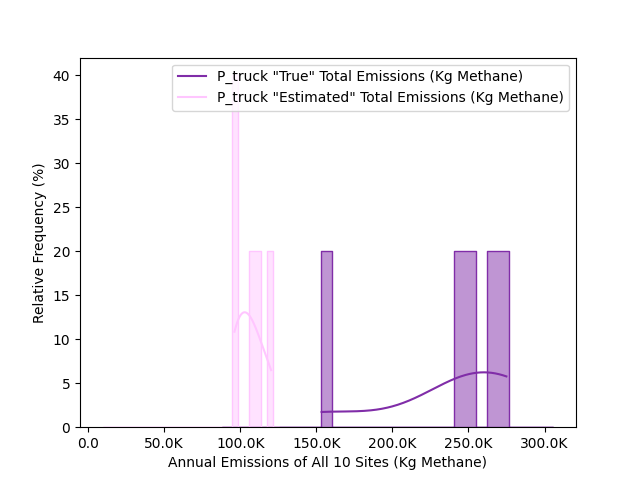 P_truck "True" Total Emissions (Kg Methane)
P_truck "Estimated" Total Emissions (Kg Methane)
40
35
30
25
20
15
10
5
0
Relative Frequency (%)
0.0
50.0K
100.0K
150.0K
200.0K
250.0K
300.0K
Annual Emissions of All 10 Sites (Kg Methane)